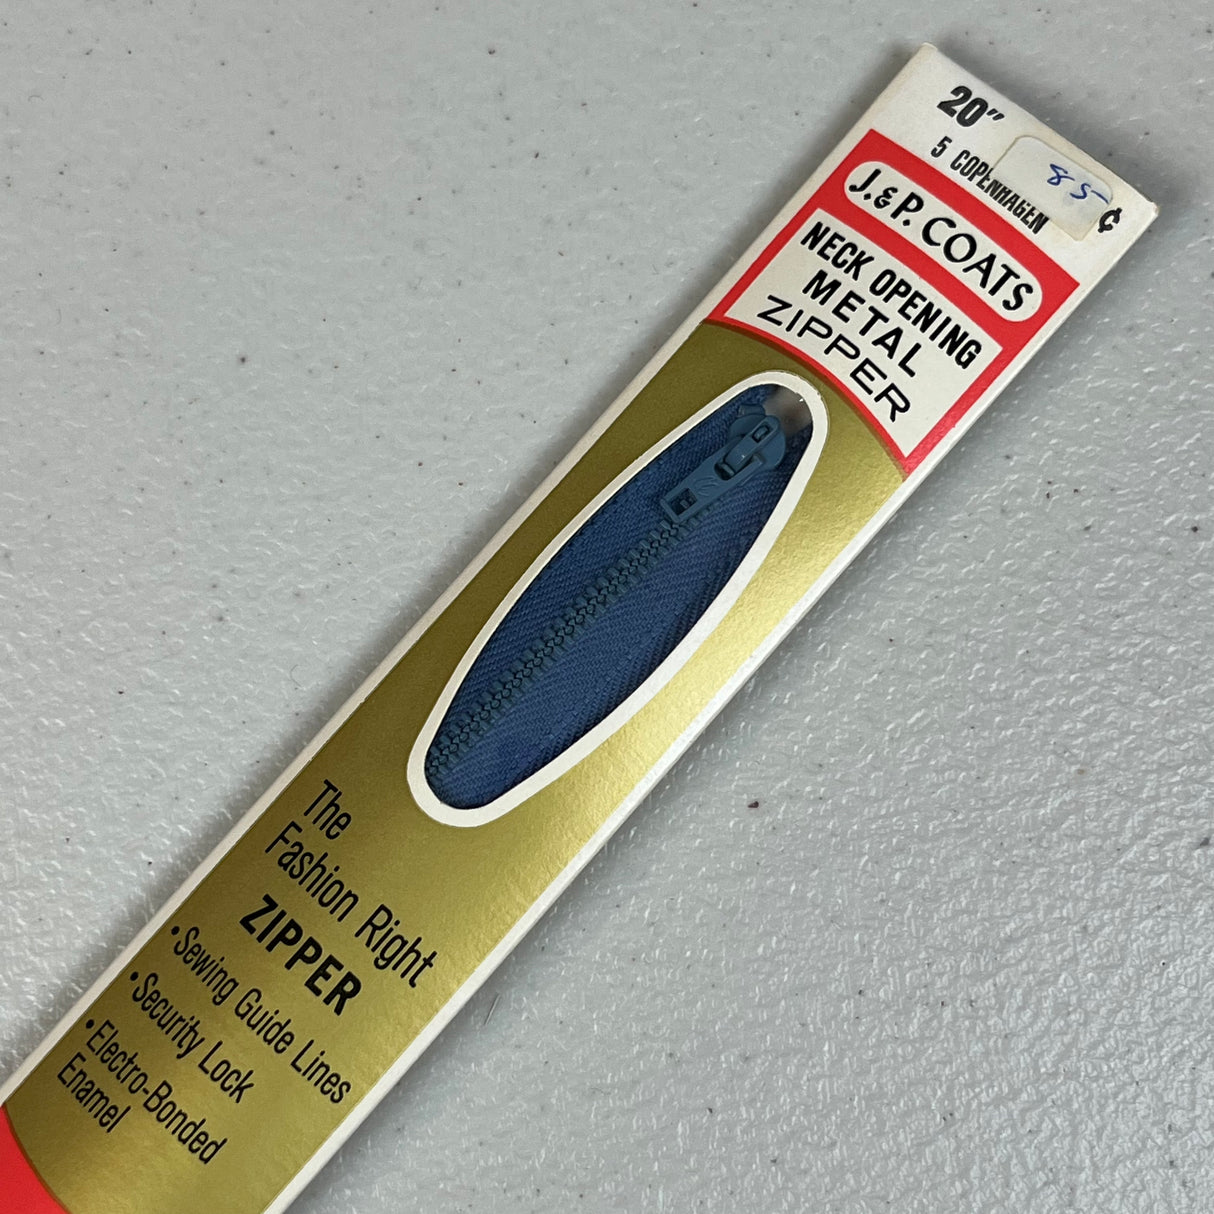 20"
5 COPENHAGEN
85 ¢
J. & P. COATS
NECK OPENING
METAL
ZIPPER
The
Fashion Right
ZIPPER
•Sewing Guide Lines
•Security Lock
•Electro-Bonded
Enamel